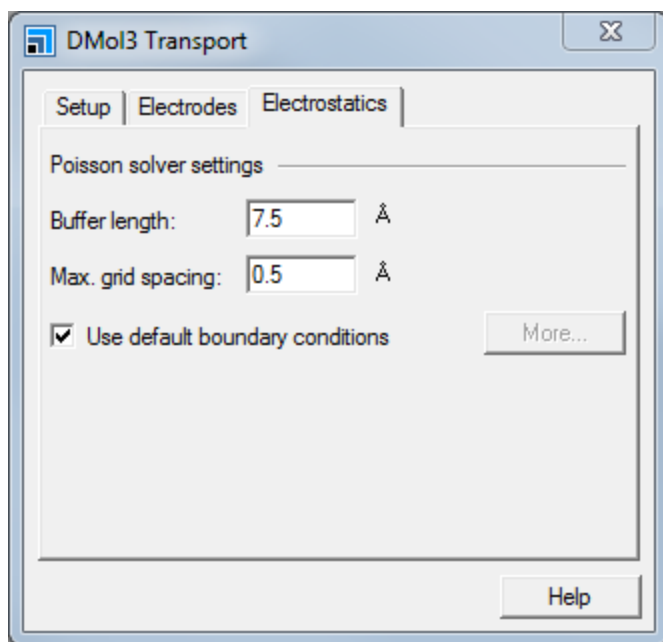 DMol3 Transport
Setup Electrodes Electrostatics
Poisson solver settings
Buffer length: 7.5 Å
Max. grid spacing: 0.5 Å
Use default boundary conditions More...
Help